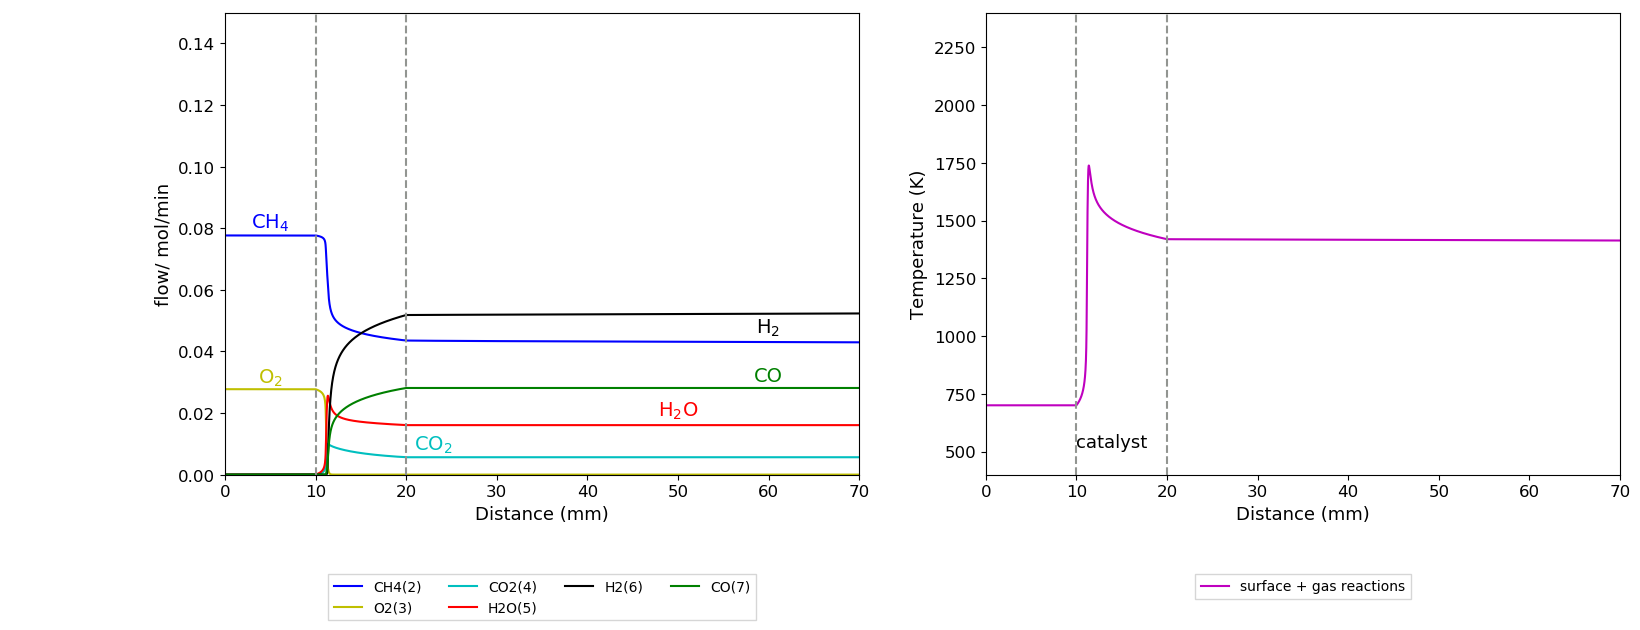 0.14
0.12
0.10
0.08
0.06
0.04
0.02
0.00
flow/ mol/min
CH₄
O₂
H₂
CO
H₂O
CO₂
0 10 20 30 40 50 60 70
Distance (mm)
CH4(2) CO2(4) H2(6) CO(7)
O2(3) H2O(5)
2250
2000
1750
1500
1250
1000
750
500
Temperature (K)
catalyst
0 10 20 30 40 50 60 70
Distance (mm)
surface + gas reactions